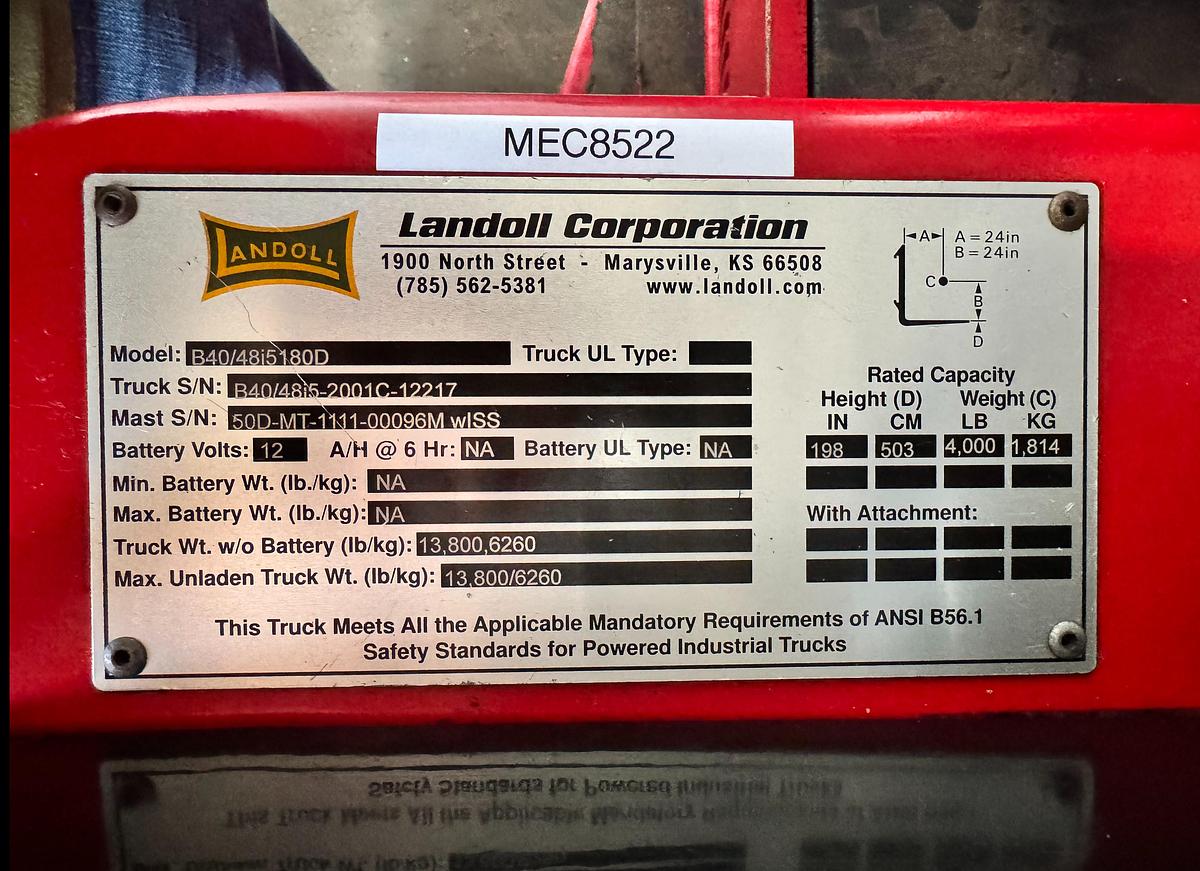 MEC8522
LANDOLL
Landoll Corporation
1900 North Street - Marysville, KS 66508
(785) 562-5381 www.landoll.com
A A = 24in
B = 24in
C
B
D
Model: B40/48i5180D Truck UL Type:
Truck S/N: B40/48i5-2001C-12217
Mast S/N: 50D-MT-1111-00096M wISS
Battery Volts: 12 A/H @ 6 Hr: NA Battery UL Type: NA
Min. Battery Wt. (lb./kg): NA
Max. Battery Wt. (lb./kg): NA
Truck Wt. w/o Battery (lb/kg): 13,800,6260
Max. Unladen Truck Wt. (lb/kg): 13,800/6260
Rated Capacity
Height (D) Weight (C)
IN CM LB KG
198 503 4,000 1,814
With Attachment:
This Truck Meets All the Applicable Mandatory Requirements of ANSI B56.1
Safety Standards for Powered Industrial Trucks